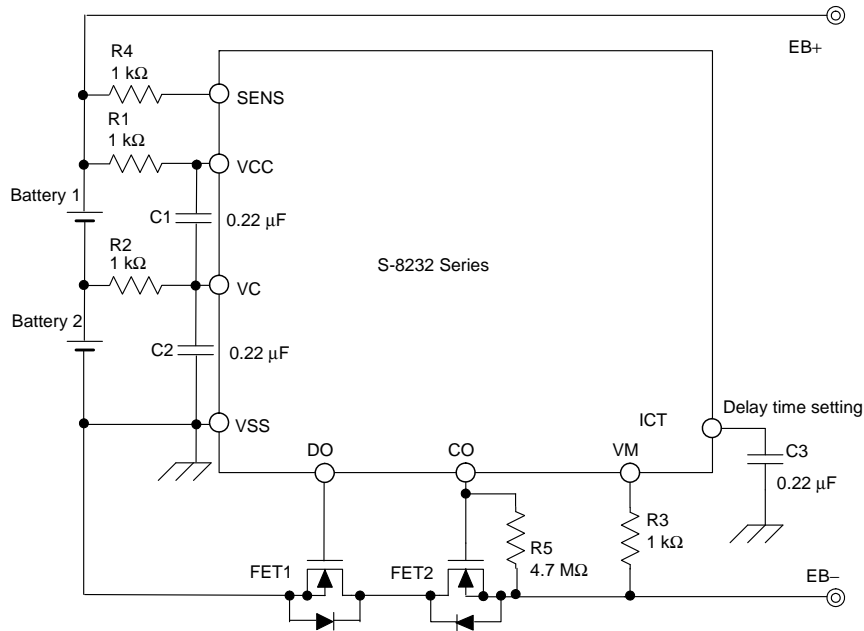 EB+
R4
1 kΩ
SENS
R1
1 kΩ
VCC
Battery 1
C1
0.22 µF
R2
1 kΩ
S-8232 Series
VC
Battery 2
C2
0.22 µF
VSS
Delay time setting
ICT
DO
CO
VM
C3
0.22 µF
R3
1 kΩ
R5
4.7 MΩ
FET1
FET2
EB−